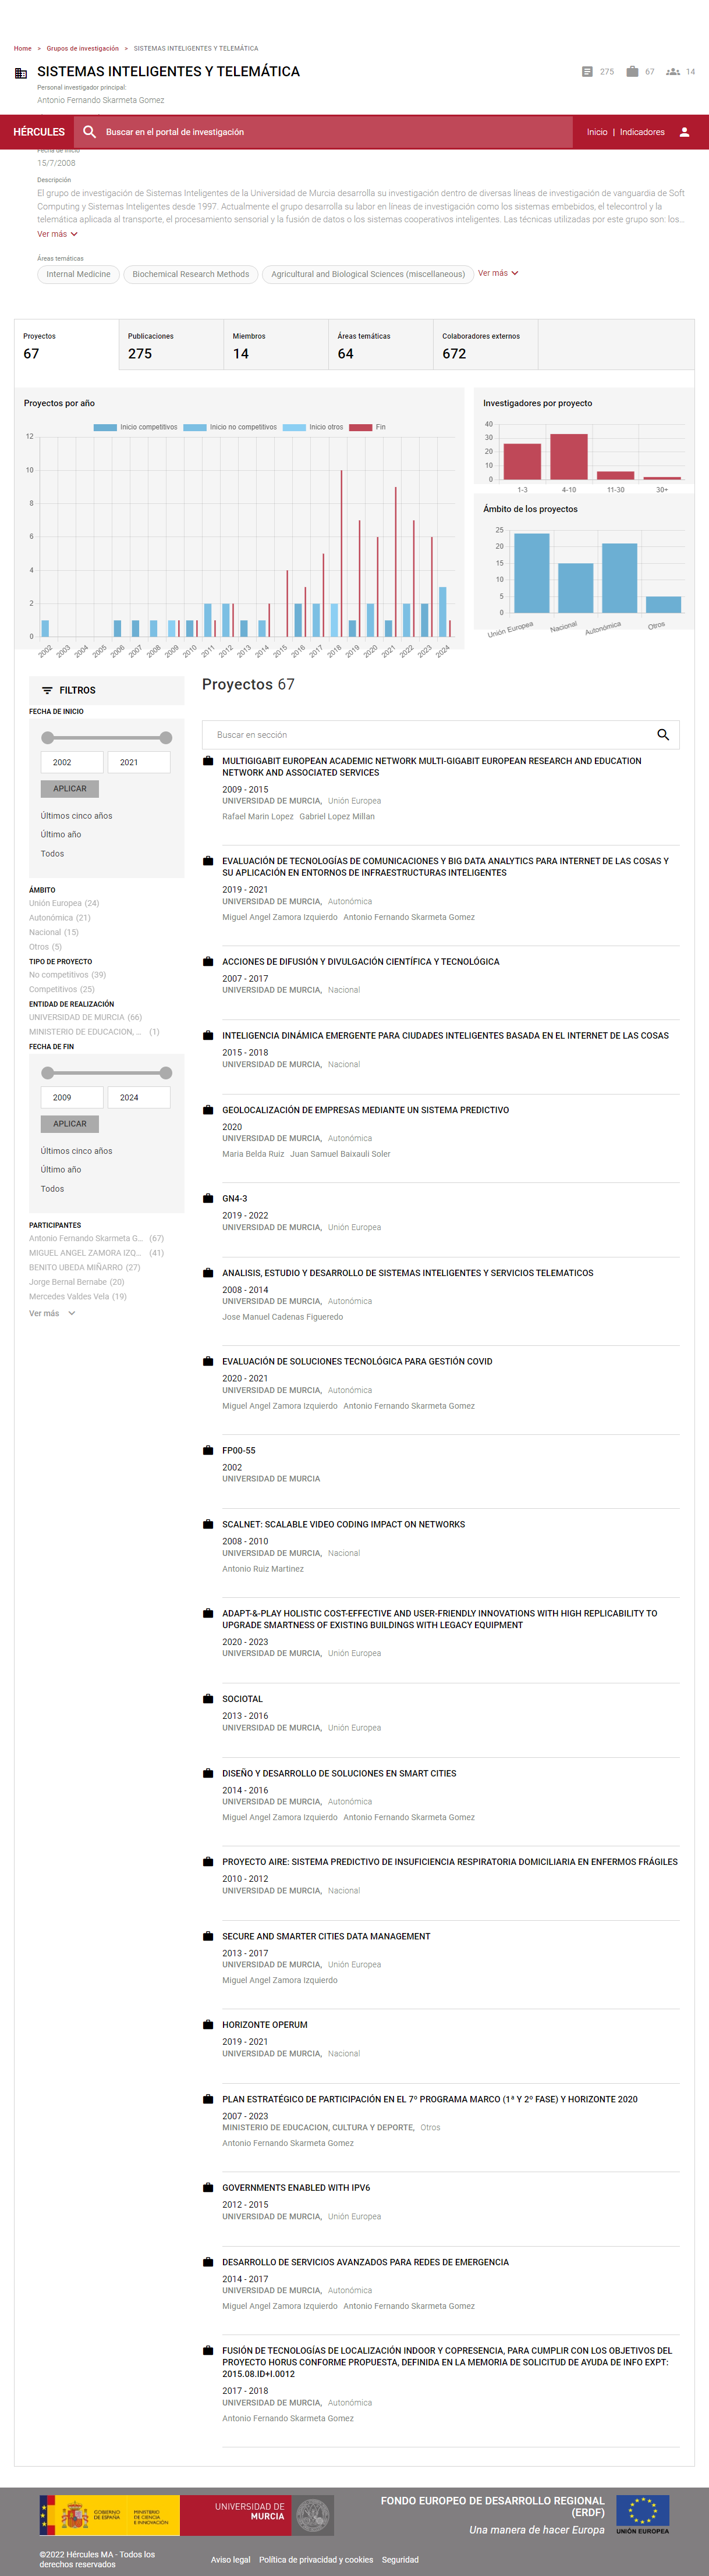 Home > Grupos de investigación > SISTEMAS INTELIGENTES Y TELEMÁTICA
SISTEMAS INTELIGENTES Y TELEMÁTICA
275 67 14
Personal investigador principal:
Antonio Fernando Skarmeta Gomez
HÉRCULES
Buscar en el portal de investigación
Inicio | Indicadores
Fecha de inicio
15/7/2008
Descripción
El grupo de investigación de Sistemas Inteligentes de la Universidad de Murcia desarrolla su investigación dentro de diversas líneas de investigación de vanguardia de Soft
Computing y Sistemas Inteligentes desde 1997. Actualmente el grupo desarrolla su labor en líneas de investigación como los sistemas embebidos, el telecontrol y la
telemática aplicada al transporte, el procesamiento sensorial y la fusión de datos o los sistemas cooperativos inteligentes. Las técnicas utilizadas por este grupo son: los...
Ver más
Áreas temáticas
Internal Medicine
Biochemical Research Methods
Agricultural and Biological Sciences (miscellaneous)
Ver más
Proyectos
67
Publicaciones
275
Miembros
14
Áreas temáticas
64
Colaboradores externos
672
Proyectos por año
Inicio competitivos
Inicio no competitivos
Inicio otros
Fin
12
10
8
6
4
2
0
2002 2003 2004 2005 2006 2007 2008 2009 2010 2011 2012 2013 2014 2015 2016 2017 2018 2019 2020 2021 2022 2023 2024
Investigadores por proyecto
40
30
20
10
0
1-3 4-10 11-30 30+
Ámbito de los proyectos
25
20
15
10
5
0
Unión Europea Nacional Autonómica Otros
FILTROS
FECHA DE INICIO
2002 2021
APLICAR
Últimos cinco años
Último año
Todos
ÁMBITO
Unión Europea (24)
Autonómica (21)
Nacional (15)
Otros (5)
TIPO DE PROYECTO
No competitivos (39)
Competitivos (25)
ENTIDAD DE REALIZACIÓN
UNIVERSIDAD DE MURCIA (66)
MINISTERIO DE EDUCACION, ... (1)
FECHA DE FIN
2009 2024
APLICAR
Últimos cinco años
Último año
Todos
PARTICIPANTES
Antonio Fernando Skarmeta G... (67)
MIGUEL ANGEL ZAMORA IZQ... (41)
BENITO UBEDA MIÑARRO (27)
Jorge Bernal Bernabe (20)
Mercedes Valdes Vela (19)
Ver más
Proyectos 67
Buscar en sección
MULTIGIGABIT EUROPEAN ACADEMIC NETWORK MULTI-GIGABIT EUROPEAN RESEARCH AND EDUCATION
NETWORK AND ASSOCIATED SERVICES
2009 - 2015
UNIVERSIDAD DE MURCIA, Unión Europea
Rafael Marin Lopez Gabriel Lopez Millan
EVALUACIÓN DE TECNOLOGÍAS DE COMUNICACIONES Y BIG DATA ANALYTICS PARA INTERNET DE LAS COSAS Y
SU APLICACIÓN EN ENTORNOS DE INFRAESTRUCTURAS INTELIGENTES
2019 - 2021
UNIVERSIDAD DE MURCIA, Autonómica
Miguel Angel Zamora Izquierdo Antonio Fernando Skarmeta Gomez
ACCIONES DE DIFUSIÓN Y DIVULGACIÓN CIENTÍFICA Y TECNOLÓGICA
2007 - 2017
UNIVERSIDAD DE MURCIA, Nacional
INTELIGENCIA DINÁMICA EMERGENTE PARA CIUDADES INTELIGENTES BASADA EN EL INTERNET DE LAS COSAS
2015 - 2018
UNIVERSIDAD DE MURCIA, Nacional
GEOLOCALIZACIÓN DE EMPRESAS MEDIANTE UN SISTEMA PREDICTIVO
2020
UNIVERSIDAD DE MURCIA, Autonómica
Maria Belda Ruiz Juan Samuel Baixauli Soler
GN4-3
2019 - 2022
UNIVERSIDAD DE MURCIA, Unión Europea
ANALISIS, ESTUDIO Y DESARROLLO DE SISTEMAS INTELIGENTES Y SERVICIOS TELEMATICOS
2008 - 2014
UNIVERSIDAD DE MURCIA, Autonómica
Jose Manuel Cadenas Figueredo
EVALUACIÓN DE SOLUCIONES TECNOLÓGICA PARA GESTIÓN COVID
2020 - 2021
UNIVERSIDAD DE MURCIA, Autonómica
Miguel Angel Zamora Izquierdo Antonio Fernando Skarmeta Gomez
FP00-55
2002
UNIVERSIDAD DE MURCIA
SCALNET: SCALABLE VIDEO CODING IMPACT ON NETWORKS
2008 - 2010
UNIVERSIDAD DE MURCIA, Nacional
Antonio Ruiz Martinez
ADAPT-&-PLAY HOLISTIC COST-EFFECTIVE AND USER-FRIENDLY INNOVATIONS WITH HIGH REPLICABILITY TO
UPGRADE SMARTNESS OF EXISTING BUILDINGS WITH LEGACY EQUIPMENT
2020 - 2023
UNIVERSIDAD DE MURCIA, Unión Europea
SOCIOTAL
2013 - 2016
UNIVERSIDAD DE MURCIA, Unión Europea
DISEÑO Y DESARROLLO DE SOLUCIONES EN SMART CITIES
2014 - 2016
UNIVERSIDAD DE MURCIA, Autonómica
Miguel Angel Zamora Izquierdo Antonio Fernando Skarmeta Gomez
PROYECTO AIRE: SISTEMA PREDICTIVO DE INSUFICIENCIA RESPIRATORIA DOMICILIARIA EN ENFERMOS FRÁGILES
2010 - 2012
UNIVERSIDAD DE MURCIA, Nacional
SECURE AND SMARTER CITIES DATA MANAGEMENT
2013 - 2017
UNIVERSIDAD DE MURCIA, Unión Europea
Miguel Angel Zamora Izquierdo
HORIZONTE OPERUM
2019 - 2021
UNIVERSIDAD DE MURCIA, Nacional
PLAN ESTRATÉGICO DE PARTICIPACIÓN EN EL 7º PROGRAMA MARCO (1ª Y 2º FASE) Y HORIZONTE 2020
2007 - 2023
MINISTERIO DE EDUCACION, CULTURA Y DEPORTE, Otros
Antonio Fernando Skarmeta Gomez
GOVERNMENTS ENABLED WITH IPV6
2012 - 2015
UNIVERSIDAD DE MURCIA, Unión Europea
DESARROLLO DE SERVICIOS AVANZADOS PARA REDES DE EMERGENCIA
2014 - 2017
UNIVERSIDAD DE MURCIA, Autonómica
Miguel Angel Zamora Izquierdo Antonio Fernando Skarmeta Gomez
FUSIÓN DE TECNOLOGÍAS DE LOCALIZACIÓN INDOOR Y COPRESENCIA, PARA CUMPLIR CON LOS OBJETIVOS DEL
PROYECTO HORUS CONFORME PROPUESTA, DEFINIDA EN LA MEMORIA DE SOLICITUD DE AYUDA DE INFO EXPT:
2015.08.ID+I.0012
2017 - 2018
UNIVERSIDAD DE MURCIA, Autonómica
Antonio Fernando Skarmeta Gomez
GOBIERNO
DE ESPAÑA
MINISTERIO
DE CIENCIA
E INNOVACIÓN
UNIVERSIDAD DE
MURCIA
FONDO EUROPEO DE DESARROLLO REGIONAL
(ERDF)
Una manera de hacer Europa
UNIÓN EUROPEA
©2022 Hércules MA - Todos los
derechos reservados
Aviso legal Política de privacidad y cookies Seguridad